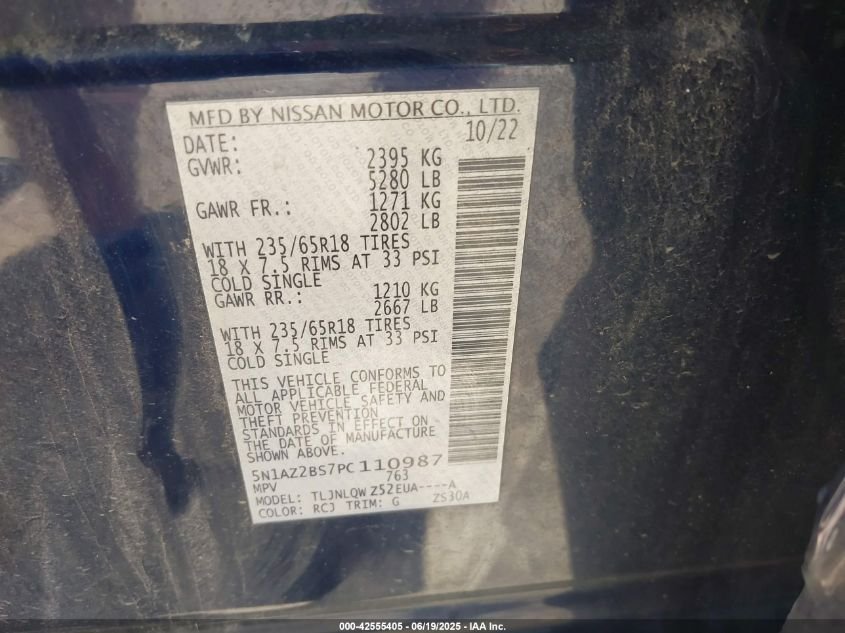 MFD BY NISSAN MOTOR CO., LTD.
DATE: 10/22
GVWR: 2395 KG
5280 LB
GAWR FR.: 1271 KG
2802 LB
WITH 235/65R18 TIRES
18 X 7.5 RIMS AT 33 PSI
COLD SINGLE
GAWR RR.: 1210 KG
2667 LB
WITH 235/65R18 TIRES
18 X 7.5 RIMS AT 33 PSI
COLD SINGLE
THIS VEHICLE CONFORMS TO
ALL APPLICABLE FEDERAL
MOTOR VEHICLE SAFETY AND
THEFT PREVENTION
STANDARDS IN EFFECT ON
THE DATE OF MANUFACTURE
SHOWN ABOVE.
5N1AZ2BS7PC110987
MPV 763
MODEL: TLJNLQW Z52EUA----A
COLOR: RCJ TRIM: G ZS30A
000-42555405 - 06/19/2025 - IAA Inc.